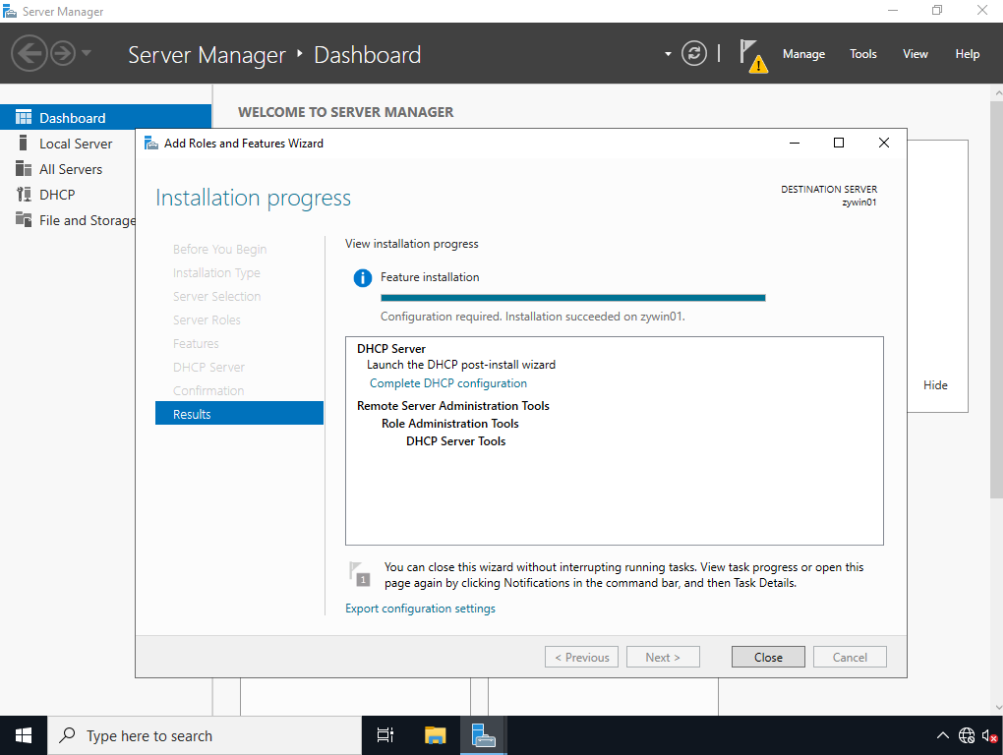 Server Manager
Server Manager ‣ Dashboard
Manage
Tools
View
Help
Dashboard
Local Server
All Servers
DHCP
File and Storage
WELCOME TO SERVER MANAGER
Add Roles and Features Wizard
Installation progress
DESTINATION SERVER
zywin01
Before You Begin
Installation Type
Server Selection
Server Roles
Features
DHCP Server
Confirmation
Results
View installation progress
Feature installation
Configuration required. Installation succeeded on zywin01.
DHCP Server
Launch the DHCP post-install wizard
Complete DHCP configuration
Remote Server Administration Tools
Role Administration Tools
DHCP Server Tools
1
You can close this wizard without interrupting running tasks. View task progress or open this
page again by clicking Notifications in the command bar, and then Task Details.
Export configuration settings
< Previous
Next >
Close
Cancel
Hide
Type here to search